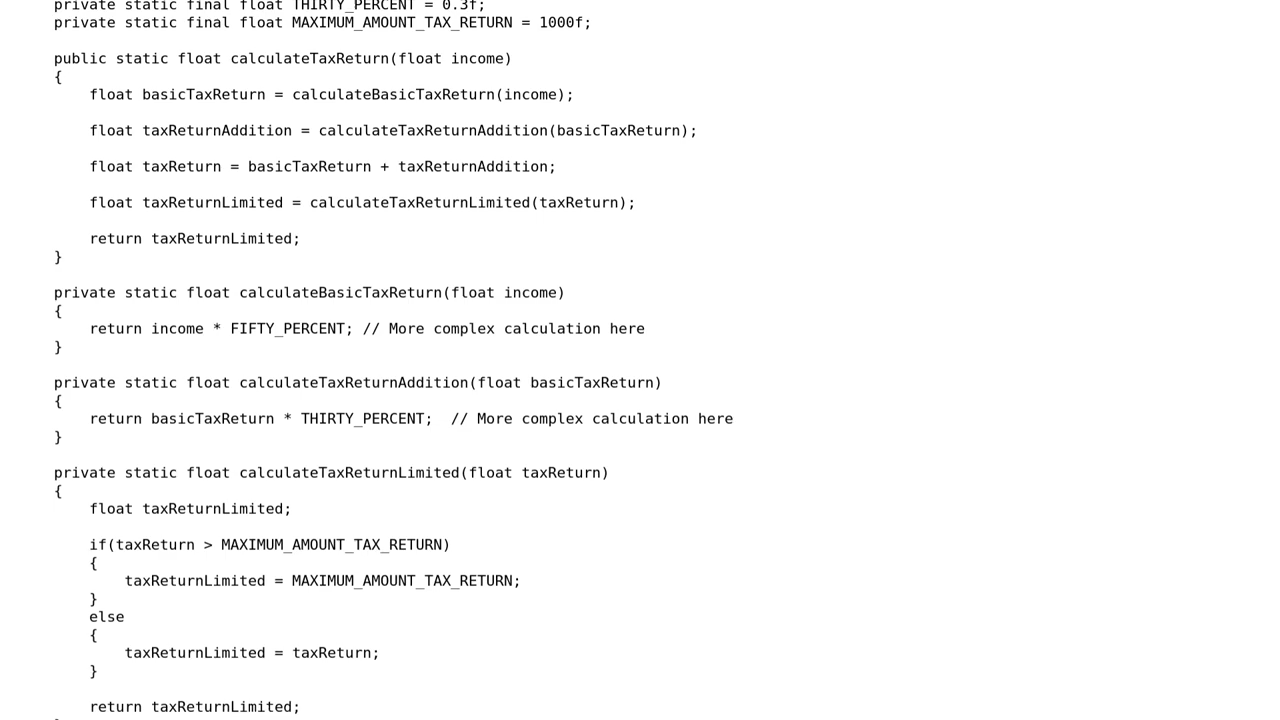 private static final float THIRTY_PERCENT = 0.3f;
private static final float MAXIMUM_AMOUNT_TAX_RETURN = 1000f;
public static float calculateTaxReturn(float income)
{
float basicTaxReturn = calculateBasicTaxReturn(income);
float taxReturnAddition = calculateTaxReturnAddition(basicTaxReturn);
float taxReturn = basicTaxReturn + taxReturnAddition;
float taxReturnLimited = calculateTaxReturnLimited(taxReturn);
return taxReturnLimited;
}
private static float calculateBasicTaxReturn(float income)
{
return income * FIFTY_PERCENT; // More complex calculation here
}
private static float calculateTaxReturnAddition(float basicTaxReturn)
{
return basicTaxReturn * THIRTY_PERCENT;  // More complex calculation here
}
private static float calculateTaxReturnLimited(float taxReturn)
{
float taxReturnLimited;
if(taxReturn > MAXIMUM_AMOUNT_TAX_RETURN)
{
taxReturnLimited = MAXIMUM_AMOUNT_TAX_RETURN;
}
else
{
taxReturnLimited = taxReturn;
}
return taxReturnLimited;